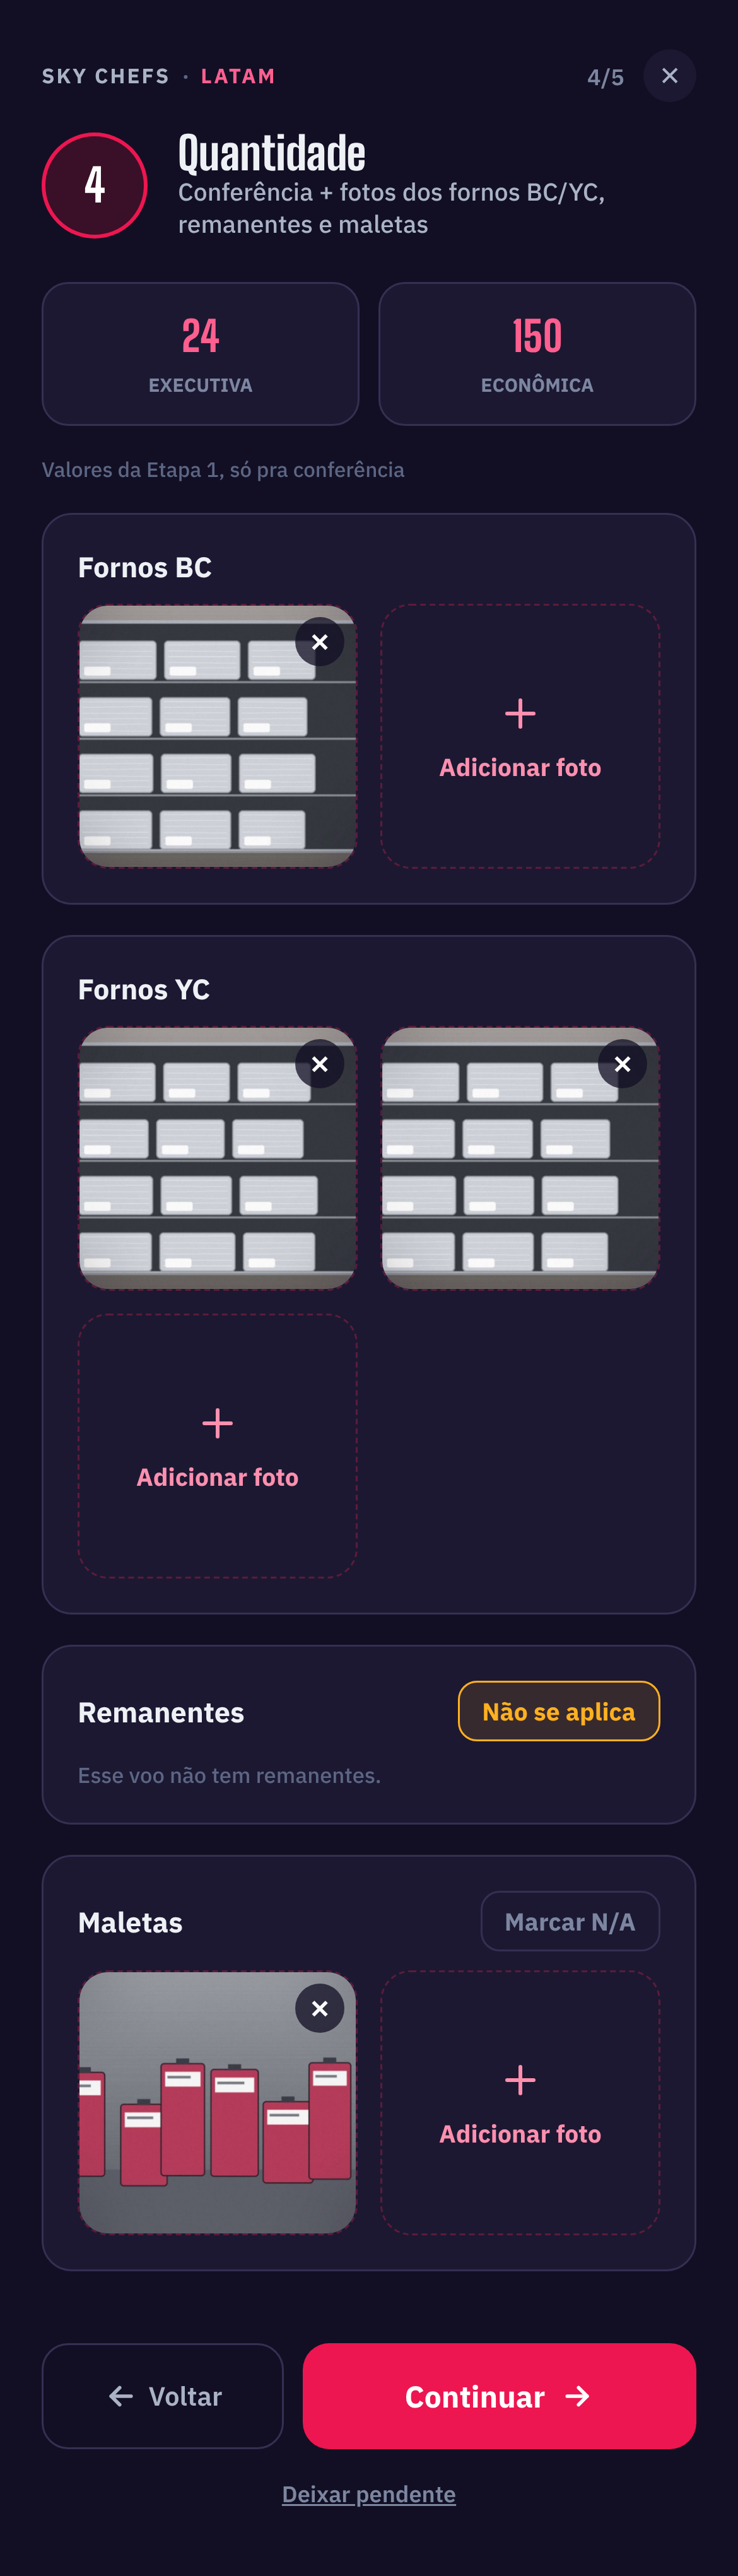 SKY CHEFS · LATAM
4/5
4
Quantidade
Conferência + fotos dos fornos BC/YC,
remanentes e maletas
24
EXECUTIVA
150
ECONÔMICA
Valores da Etapa 1, só pra conferência
Fornos BC
Adicionar foto
Fornos YC
Adicionar foto
Remanentes
Não se aplica
Esse voo não tem remanentes.
Maletas
Marcar N/A
Adicionar foto
← Voltar
Continuar →
Deixar pendente